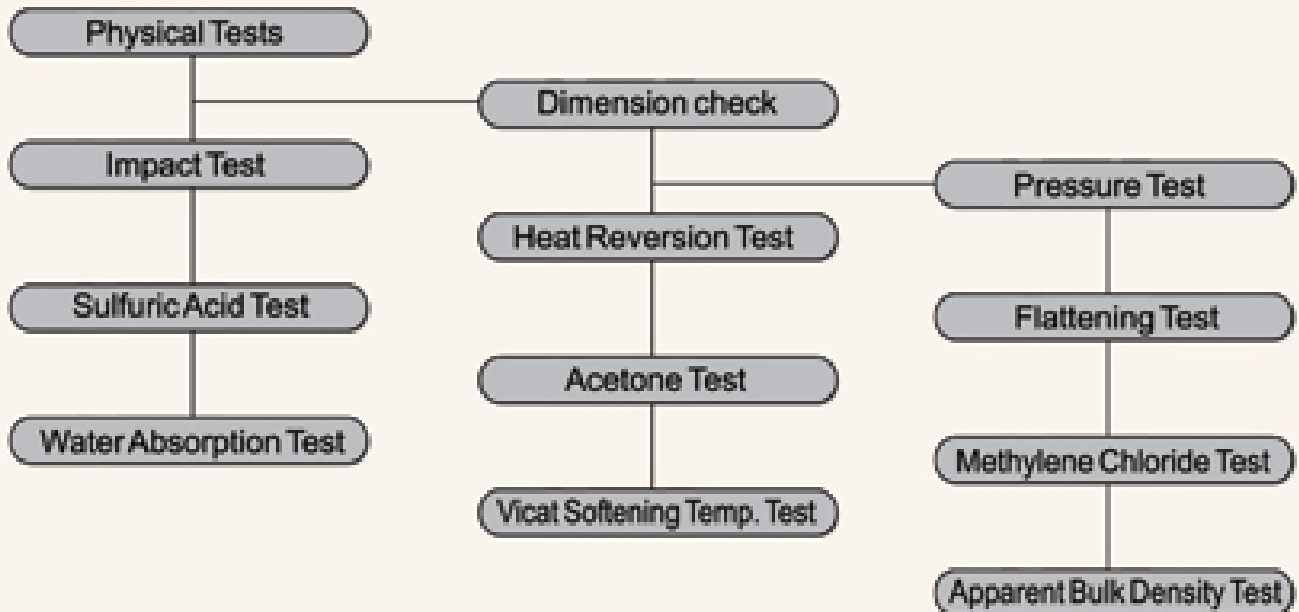 Physical Tests
Dimension check
Impact Test
Pressure Test
Heat Reversion Test
Sulfuric Acid Test
Flattening Test
Acetone Test
Water Absorption Test
Methylene Chloride Test
Vicat Softening Temp. Test
Apparent Bulk Density Test